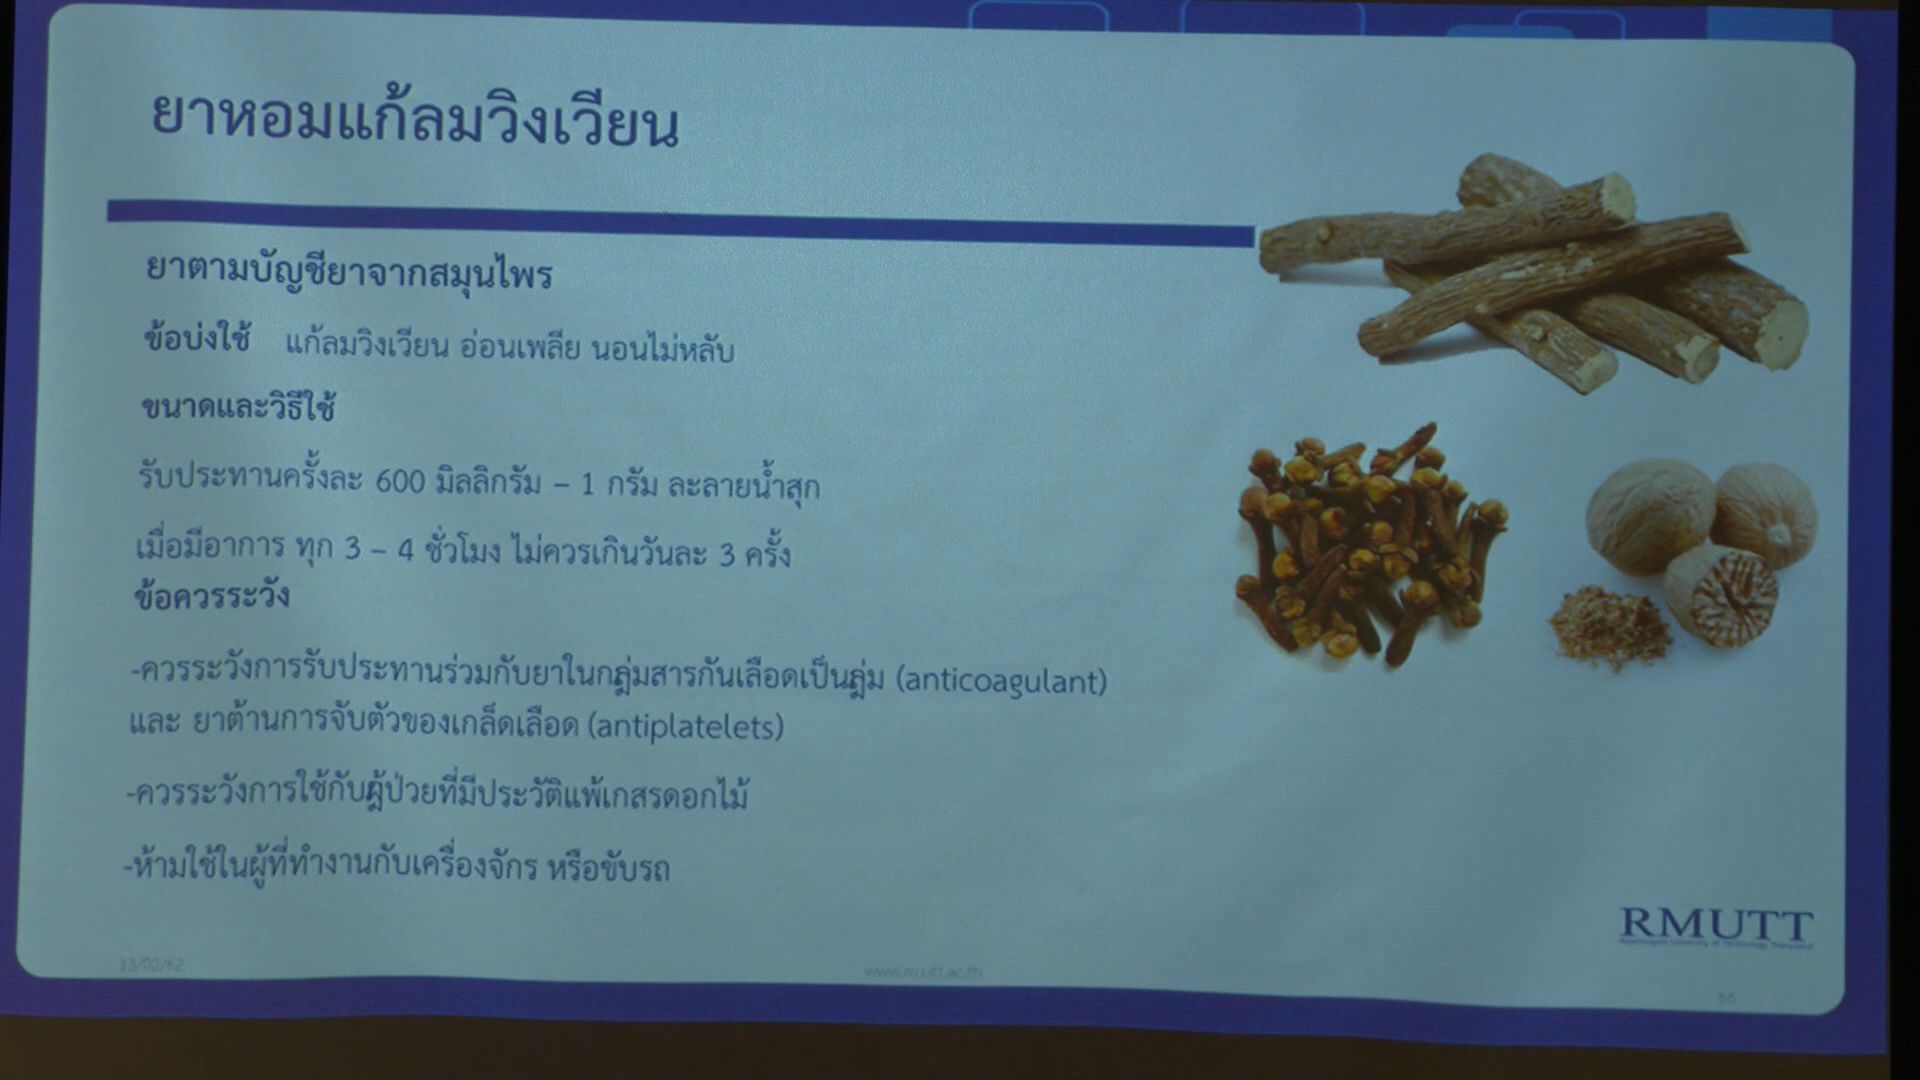 ยาหอมแก้ลมวิงเวียน
ยาตามบัญชียาจากสมุนไพร
ข้อบ่งใช้ แก้ลมวิงเวียน อ่อนเพลีย นอนไม่หลับ
ขนาดและวิธีใช้
รับประทานครั้งละ 600 มิลลิกรัม – 1 กรัม ละลายน้ำสุก
เมื่อมีอาการ ทุก 3 – 4 ชั่วโมง ไม่ควรเกินวันละ 3 ครั้ง
ข้อควรระวัง
-ควรระวังการรับประทานร่วมกับยาในกลุ่มสารกันเลือดเป็นลิ่ม (anticoagulant)
และ ยาต้านการจับตัวของเกล็ดเลือด (antiplatelets)
-ควรระวังการใช้กับผู้ป่วยที่มีประวัติแพ้เกสรดอกไม้
-ห้ามใช้ในผู้ที่ทำงานกับเครื่องจักร หรือขับรถ
RMUTT
13/02/62
www.rmutt.ac.th
66